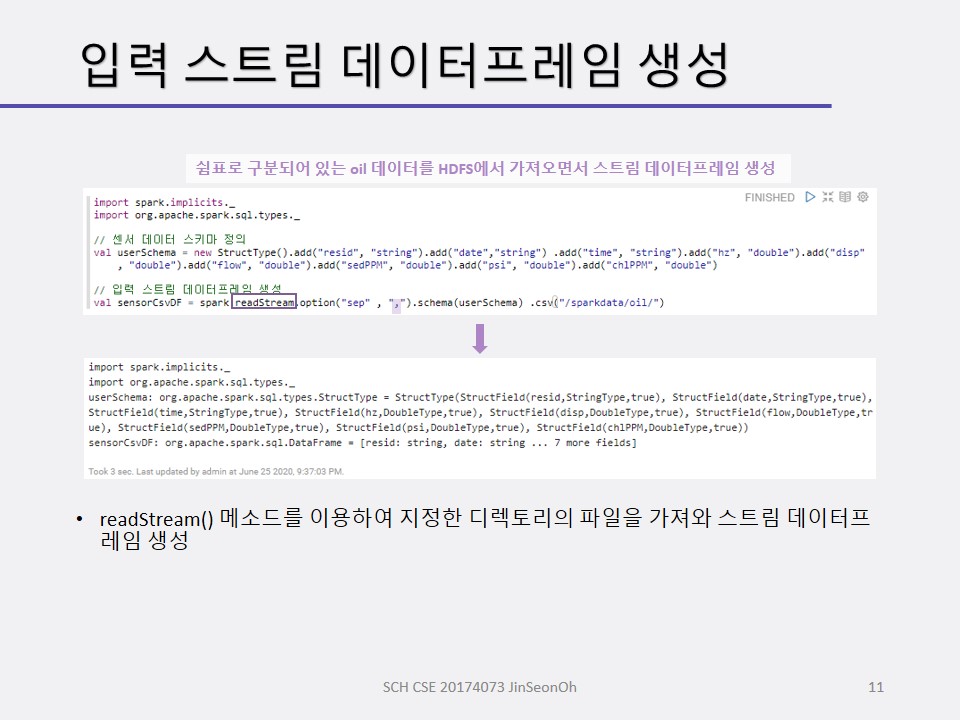 입력 스트림 데이터프레임 생성
쉼표로 구분되어 있는 oil 데이터를 HDFS에서 가져오면서 스트림 데이터프레임 생성
FINISHED
import spark.implicits._
import org.apache.spark.sql.types._
// 센서 데이터 스키마 정의
val userSchema = new StructType().add("resid", "string").add("date","string") .add("time", "string").add("hz", "double").add("disp"
, "double").add("flow", "double").add("sedPPM", "double").add("psi", "double").add("chlPPM", "double")
// 입력 스트림 데이터프레임 생성
val sensorCsvDF = spark.readStream.option("sep" , ",").schema(userSchema) .csv("/sparkdata/oil/")
import spark.implicits._
import org.apache.spark.sql.types._
userSchema: org.apache.spark.sql.types.StructType = StructType(StructField(resid,StringType,true), StructField(date,StringType,true),
StructField(time,StringType,true), StructField(hz,DoubleType,true), StructField(disp,DoubleType,true), StructField(flow,DoubleType,tr
ue), StructField(sedPPM,DoubleType,true), StructField(psi,DoubleType,true), StructField(chlPPM,DoubleType,true))
sensorCsvDF: org.apache.spark.sql.DataFrame = [resid: string, date: string ... 7 more fields]
Took 3 sec. Last updated by admin at June 25 2020, 9:37:03 PM.
• readStream() 메소드를 이용하여 지정한 디렉토리의 파일을 가져와 스트림 데이터프
레임 생성
SCH CSE 20174073 JinSeonOh
11